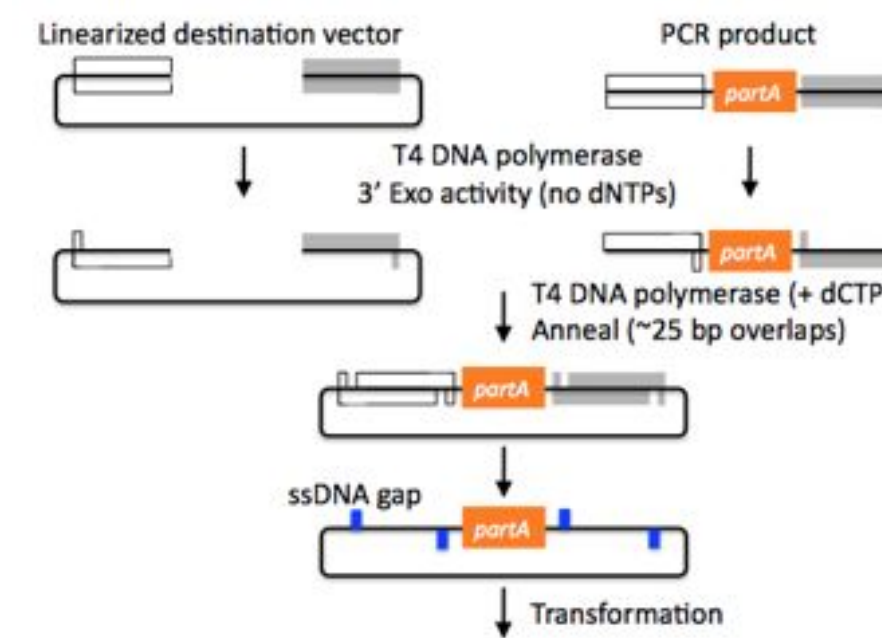 Linearized destination vector
PCR product
partA
T4 DNA polymerase
3' Exo activity (no dNTPs)
partA
T4 DNA polymerase (+ dCTP
Anneal (~25 bp overlaps)
partA
ssDNA gap
partA
Transformation